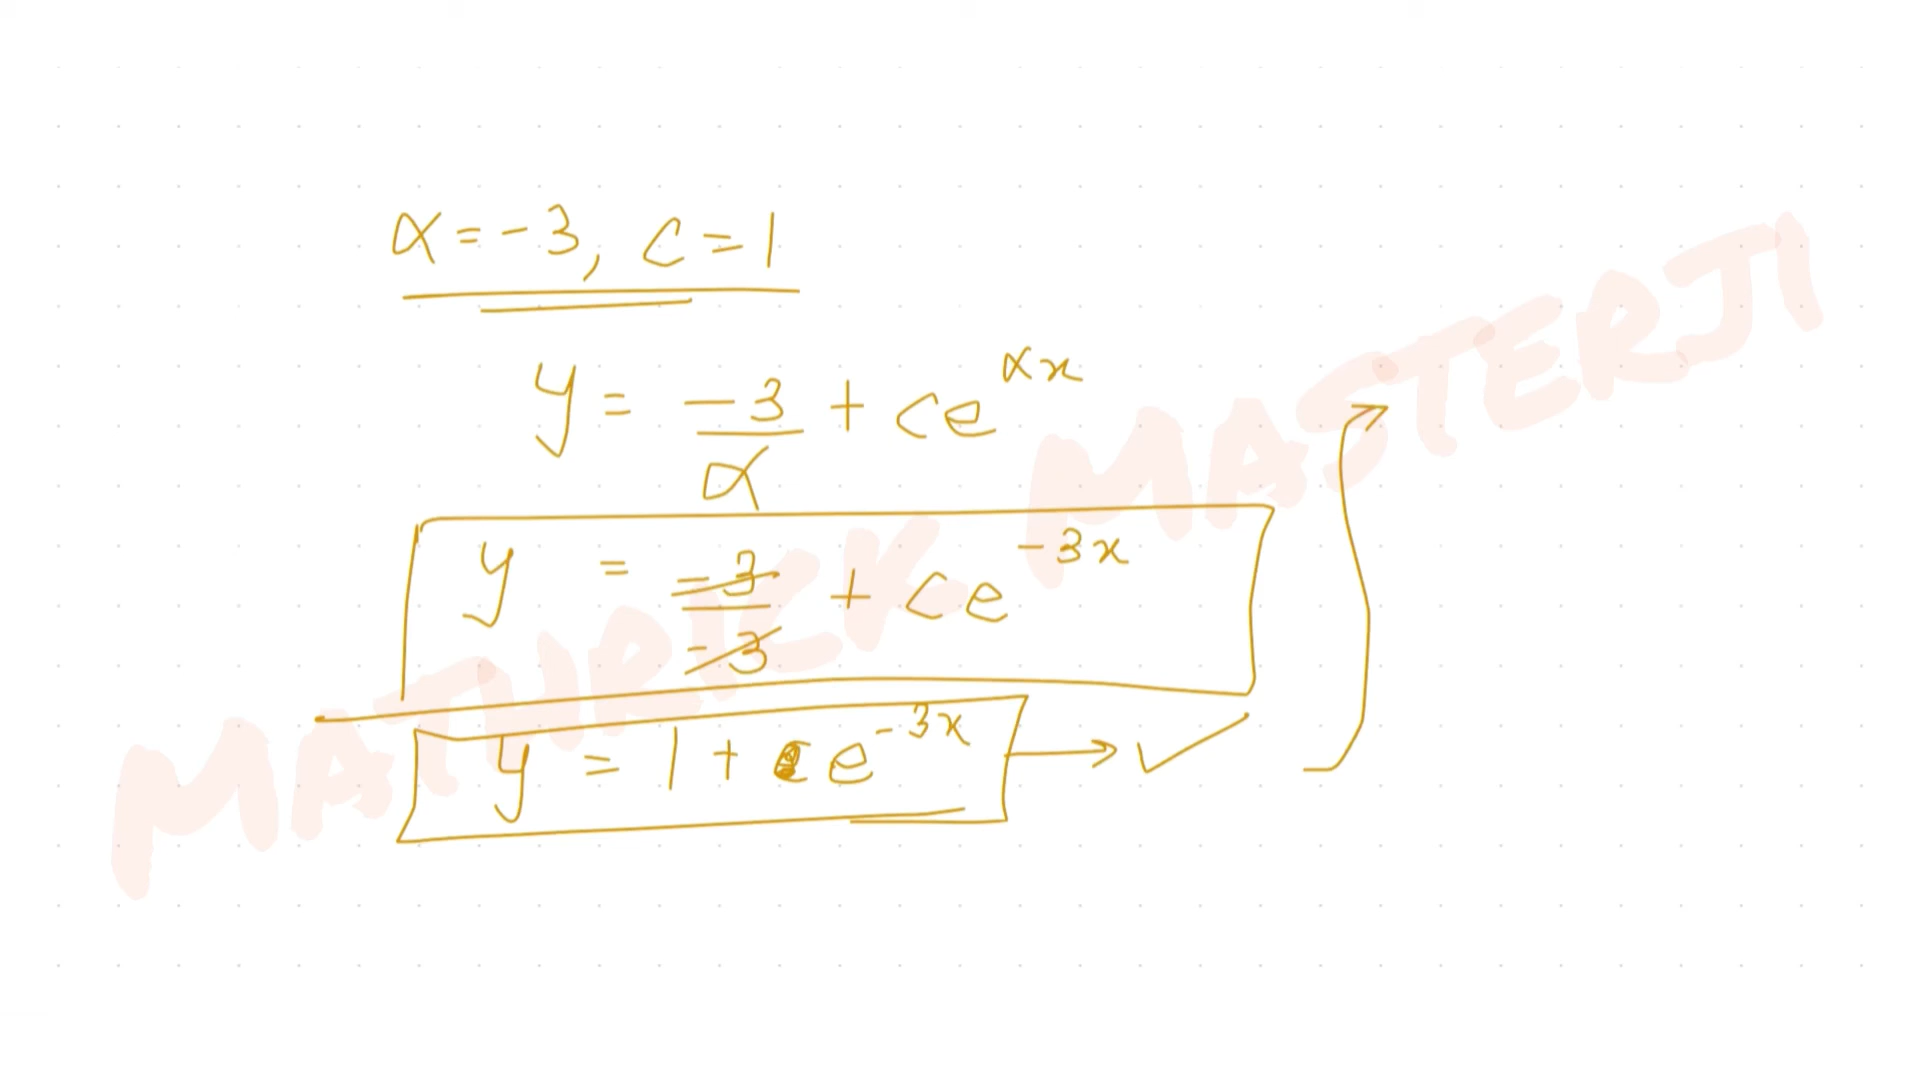 α = -3, c = 1
y = -3/α + ce^αx
y = -3/-3 + ce^-3x
y = 1 + ce^-3x → ✓
MATHRICK MASTERJI